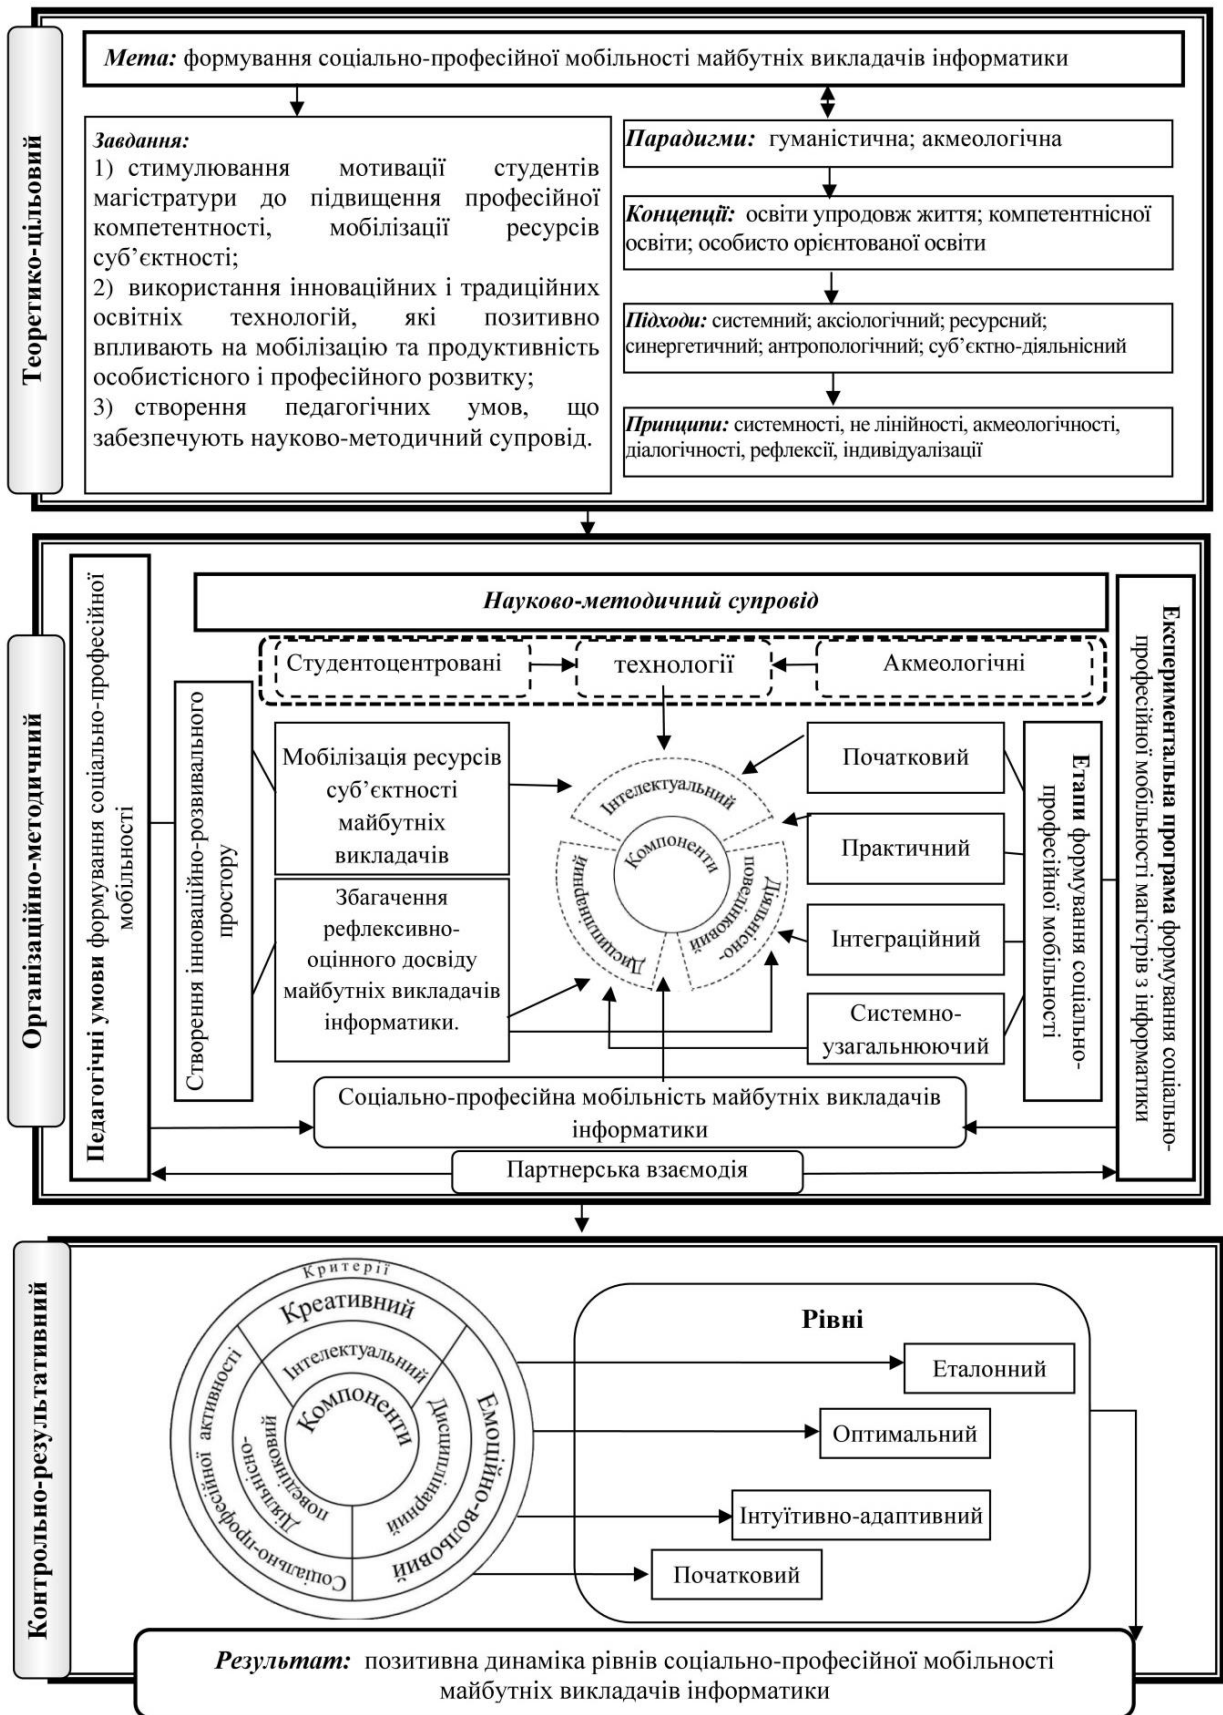 Теоретико-цільовий
Мета: формування соціально-професійної мобільності майбутніх викладачів інформатики
Завдання:
1) стимулювання мотивації студентів
магістратури до підвищення професійної
компетентності, мобілізації ресурсів
суб’єктності;
2) використання інноваційних і традиційних
освітніх технологій, які позитивно
впливають на мобілізацію та продуктивність
особистісного і професійного розвитку;
3) створення педагогічних умов, що
забезпечують науково-методичний супровід.
Парадигми: гуманістична; акмеологічна
Концепції: освіти упродовж життя; компетентнісної
освіти; особисто орієнтованої освіти
Підходи: системний; аксіологічний; ресурсний;
синергетичний; антропологічний; суб’єктно-діяльнісний
Принципи: системності, не лінійності, акмеологічності,
діалогічності, рефлексії, індивідуалізації
Організаційно-методичний
Педагогічні умови формування соціально-професійної
мобільності
Створення інноваційно-розвивального
простору
Науково-методичний супровід
Студентоцентровані
технології
Акмеологічні
Мобілізація ресурсів
суб’єктності
майбутніх
викладачів
Збагачення
рефлексивно-
оцінного досвіду
майбутніх викладачів
інформатики.
Інтелектуальний
Компоненти
Дисциплінарний
Діяльнісно-
поведінковий
Початковий
Практичний
Інтеграційний
Системно-
узагальнюючий
Етапи формування соціально-
професійної мобільності
Експериментальна програма формування соціально-
професійної мобільності магістрів з інформатики
Соціально-професійна мобільність майбутніх викладачів
інформатики
Партнерська взаємодія
Контрольно-результативний
Критерії
Креативний
Інтелектуальний
Компоненти
Діяльнісно-
поведінковий
Дисциплінарний
Соціально-професійної активності
Емоційно-вольовий
Рівні
Еталонний
Оптимальний
Інтуїтивно-адаптивний
Початковий
Результат: позитивна динаміка рівнів соціально-професійної мобільності
майбутніх викладачів інформатики